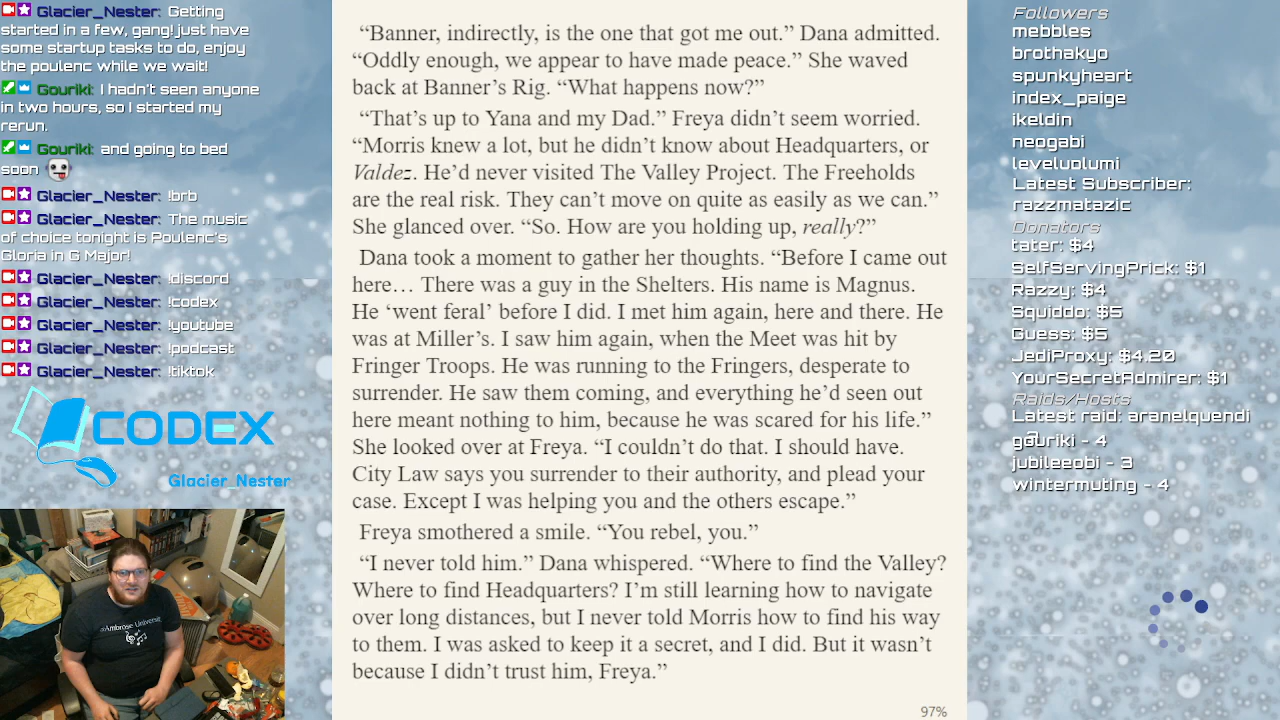 Glacier_Nester: Getting
started in a few, gang! just have
some startup tasks to do, enjoy
the poulenc while we wait!
Gouriki: I hadn't seen anyone
in two hours, so I started my
rerun.
Gouriki: and going to bed
soon
Glacier_Nester: !brb
Glacier_Nester: The music
of choice tonight is Poulenc's
Gloria in G Major!
Glacier_Nester: !discord
Glacier_Nester: !codex
Glacier_Nester: !youtube
Glacier_Nester: !podcast
Glacier_Nester: !tiktok
CODEX
Glacier_Nester
Ambrose Universit
“Banner, indirectly, is the one that got me out.” Dana admitted.
“Oddly enough, we appear to have made peace.” She waved
back at Banner’s Rig. “What happens now?”
“That’s up to Yana and my Dad.” Freya didn’t seem worried.
“Morris knew a lot, but he didn’t know about Headquarters, or
Valdez. He’d never visited The Valley Project. The Freeholds
are the real risk. They can’t move on quite as easily as we can.”
She glanced over. “So. How are you holding up, really?”
Dana took a moment to gather her thoughts. “Before I came out
here… There was a guy in the Shelters. His name is Magnus.
He ‘went feral’ before I did. I met him again, here and there. He
was at Miller’s. I saw him again, when the Meet was hit by
Fringer Troops. He was running to the Fringers, desperate to
surrender. He saw them coming, and everything he’d seen out
here meant nothing to him, because he was scared for his life.”
She looked over at Freya. “I couldn’t do that. I should have.
City Law says you surrender to their authority, and plead your
case. Except I was helping you and the others escape.”
Freya smothered a smile. “You rebel, you.”
“I never told him.” Dana whispered. “Where to find the Valley?
Where to find Headquarters? I’m still learning how to navigate
over long distances, but I never told Morris how to find his way
to them. I was asked to keep it a secret, and I did. But it wasn’t
because I didn’t trust him, Freya.”
97%
Followers
mebbles
brothakyo
spunkyheart
index_paige
ikeldin
neogabi
leveluolumi
Latest Subscriber:
razzmatazic
Donators
tater: $4
SelfServingPrick: $1
Razzy: $4
Squiddo: $5
Guess: $5
JediProxy: $4.20
YourSecretAdmirer: $1
Raids/Hosts
Latest raid: aranelquendi
gouriki - 4
jubileeobi - 3
wintermuting - 4